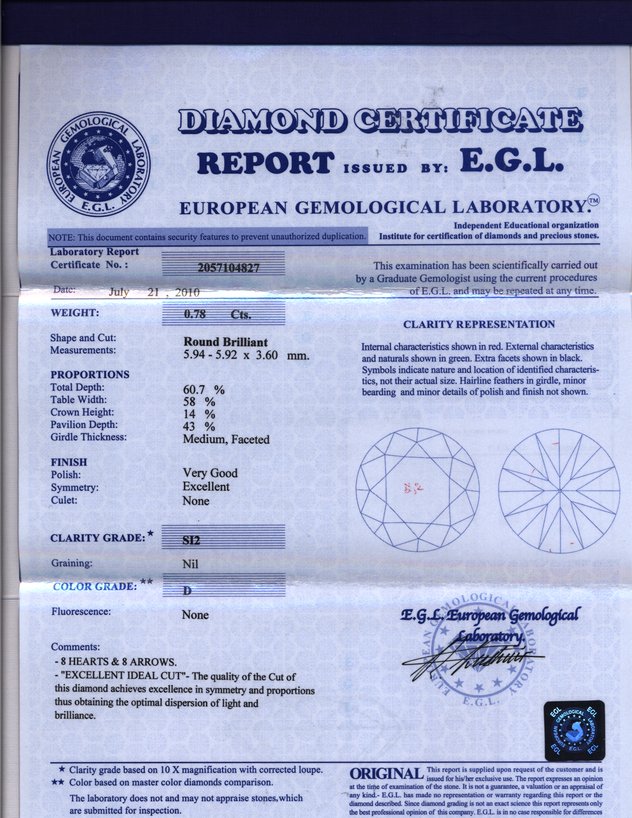 DIAMOND CERTIFICATE
REPORT ISSUED BY: E.G.L.
EUROPEAN GEMOLOGICAL LABORATORY.™
EUROPEAN GEMOLOGICAL LABORATORY
E.G.L.
Independent Educational organization
NOTE: This document contains security features to prevent unauthorized duplication. Institute for certification of diamonds and precious stones.
Laboratory Report
Certificate No. : 2057104827
Date: July 21 , 2010
WEIGHT: 0.78 Cts.
Shape and Cut: Round Brilliant
Measurements: 5.94 - 5.92 x 3.60 mm.
PROPORTIONS
Total Depth: 60.7 %
Table Width: 58 %
Crown Height: 14 %
Pavilion Depth: 43 %
Girdle Thickness: Medium, Faceted
FINISH
Polish: Very Good
Symmetry: Excellent
Culet: None
CLARITY GRADE:* SI2
Graining: Nil
COLOR GRADE:** D
Fluorescence: None
Comments:
- 8 HEARTS & 8 ARROWS.
- "EXCELLENT IDEAL CUT"- The quality of the Cut of
this diamond achieves excellence in symmetry and proportions
thus obtaining the optimal dispersion of light and
brilliance.
This examination has been scientifically carried out
by a Graduate Gemologist using the current procedures
of E.G.L. and may be repeated at any time.
CLARITY REPRESENTATION
Internal characteristics shown in red. External characteristics
and naturals shown in green. Extra facets shown in black.
Symbols indicate nature and location of identified characteris-
tics, not their actual size. Hairline feathers in girdle, minor
bearding and minor details of polish and finish not shown.
E.G.L. European Gemological
Laboratory.
EUROPEAN GEMOLOGICAL
E.G.L.
EGL EGL
E.G.L.
EGL EGL
★ Clarity grade based on 10 X magnification with corrected loupe.
★★ Color based on master color diamonds comparison.
The laboratory does not and may not appraise stones, which
are submitted for inspection.
ORIGINAL This report is supplied upon request of the customer and is
issued for his/her exclusive use. The report expresses an opinion
at the time of examination of the stone. It is not a guarantee, a valuation or an appraisal of
any kind.- E.G.L. has made no representation or warranty regarding this report or the
diamond described. Since diamond grading is not an exact science this report represents only
the best professional opinion of this company. E.G.L. is in no case responsible for differences